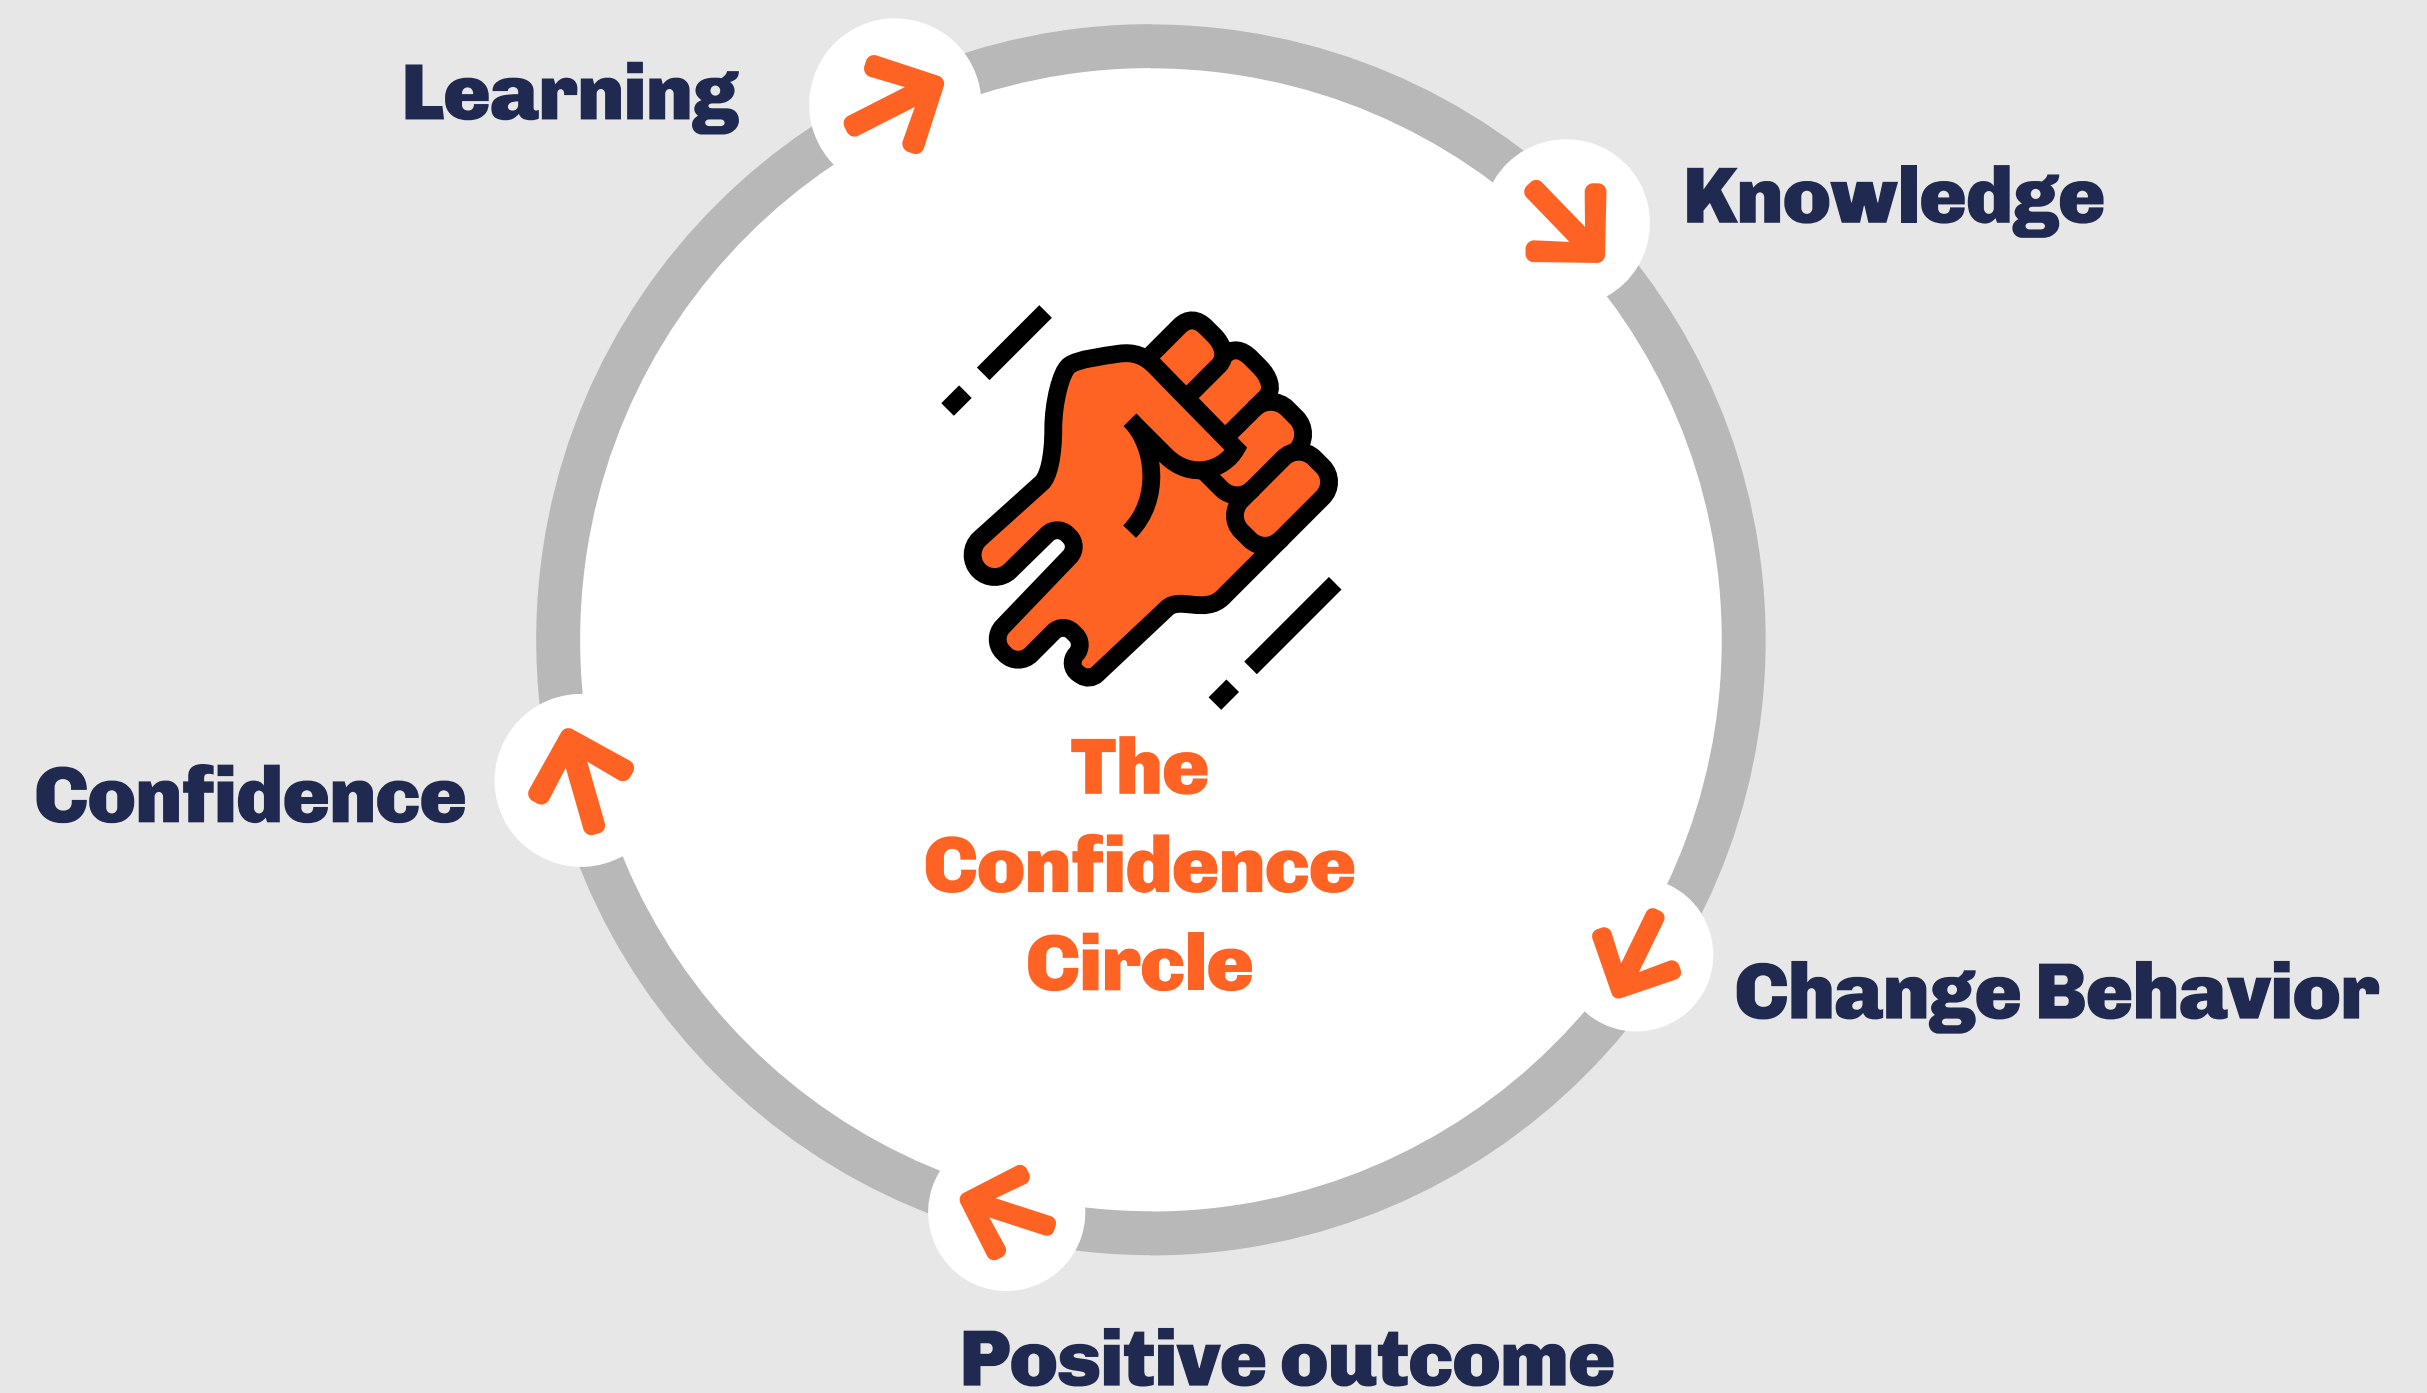 Learning
Knowledge
The
Confidence
Circle
Confidence
Change Behavior
Positive outcome